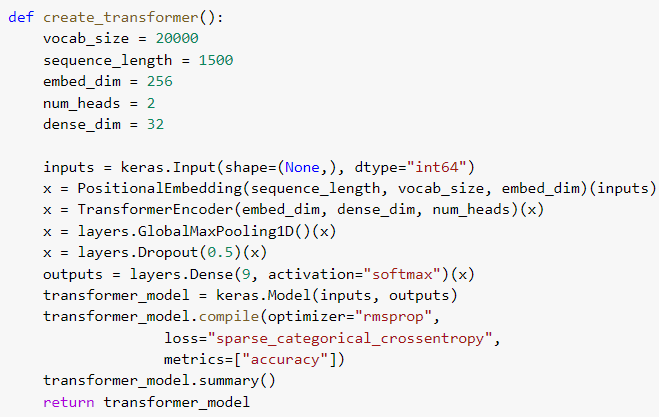 def create_transformer():
    vocab_size = 20000
    sequence_length = 1500
    embed_dim = 256
    num_heads = 2
    dense_dim = 32

    inputs = keras.Input(shape=(None,), dtype="int64")
    x = PositionalEmbedding(sequence_length, vocab_size, embed_dim)(inputs)
    x = TransformerEncoder(embed_dim, dense_dim, num_heads)(x)
    x = layers.GlobalMaxPooling1D()(x)
    x = layers.Dropout(0.5)(x)
    outputs = layers.Dense(9, activation="softmax")(x)
    transformer_model = keras.Model(inputs, outputs)
    transformer_model.compile(optimizer="rmsprop",
                  loss="sparse_categorical_crossentropy",
                  metrics=["accuracy"])
    transformer_model.summary()
    return transformer_model